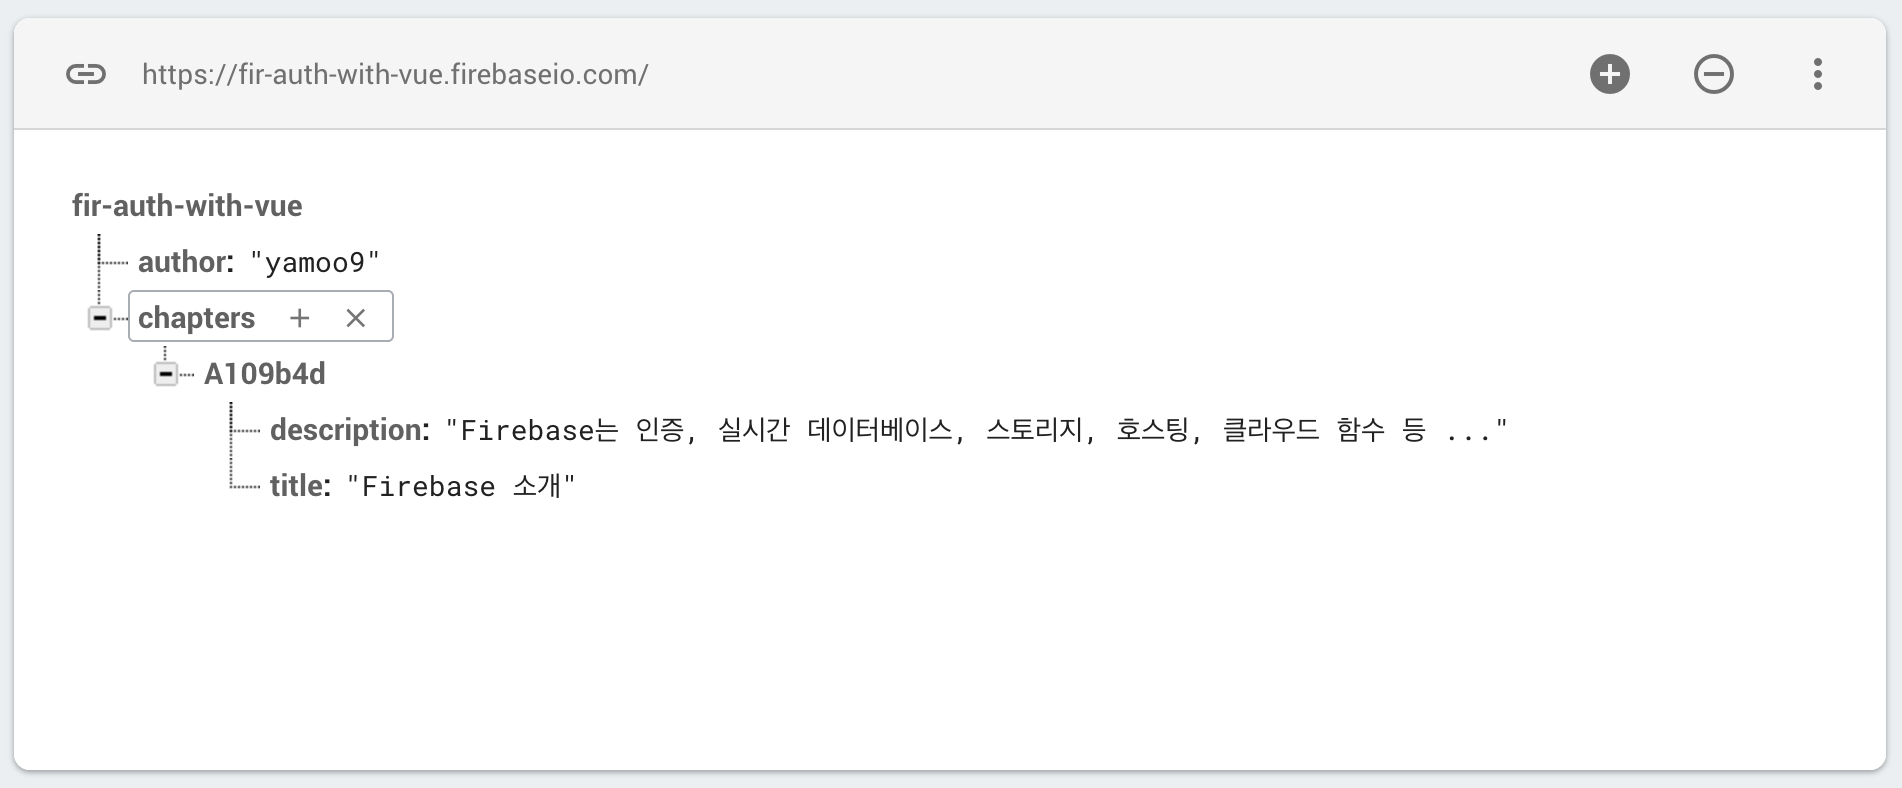 https://fir-auth-with-vue.firebaseio.com/
fir-auth-with-vue
author: "yamoo9"
chapters
A109b4d
description: "Firebase는 인증, 실시간 데이터베이스, 스토리지, 호스팅, 클라우드 함수 등 ..."
title: "Firebase 소개"